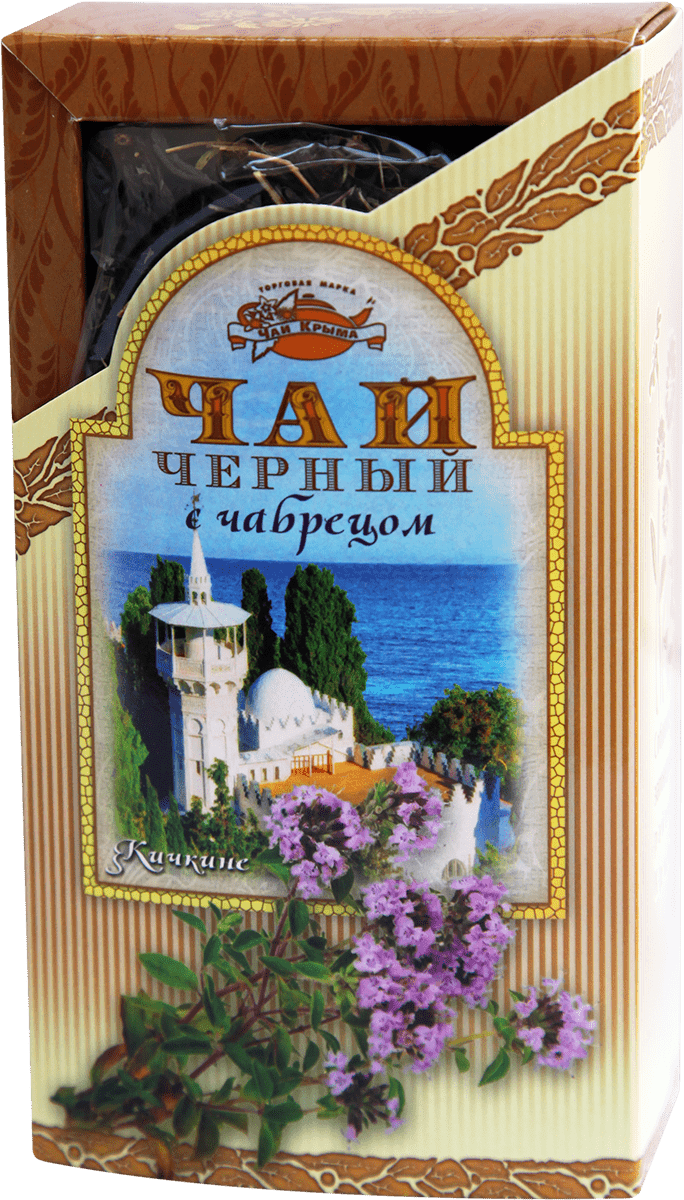 ТОРГОВАЯ МАРКА
ЧАИ КРЫМА
ЧАЙ
ЧЕРНЫЙ
с чабрецом
Кичкине